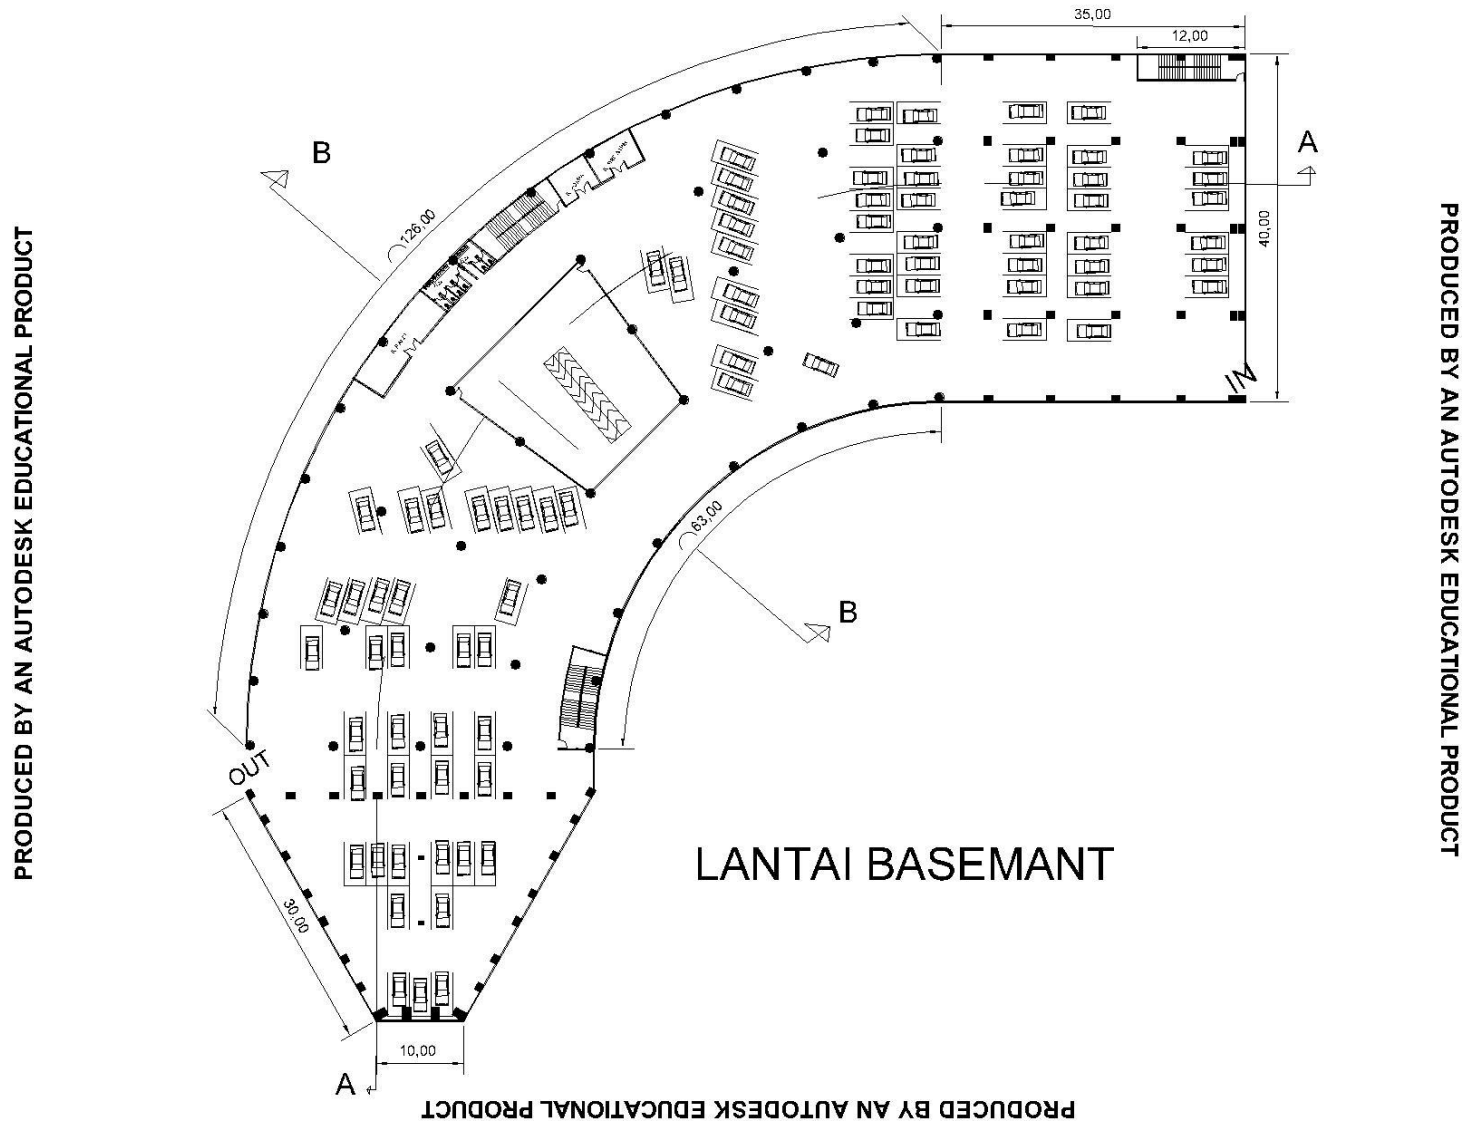 35,00
12,00
B
A
126,00
40,00
IN
63,00
B
OUT
LANTAI BASEMANT
30,00
10,00
A
PRODUCED BY AN AUTODESK EDUCATIONAL PRODUCT
PRODUCED BY AN AUTODESK EDUCATIONAL PRODUCT
PRODUCED BY AN AUTODESK EDUCATIONAL PRODUCT